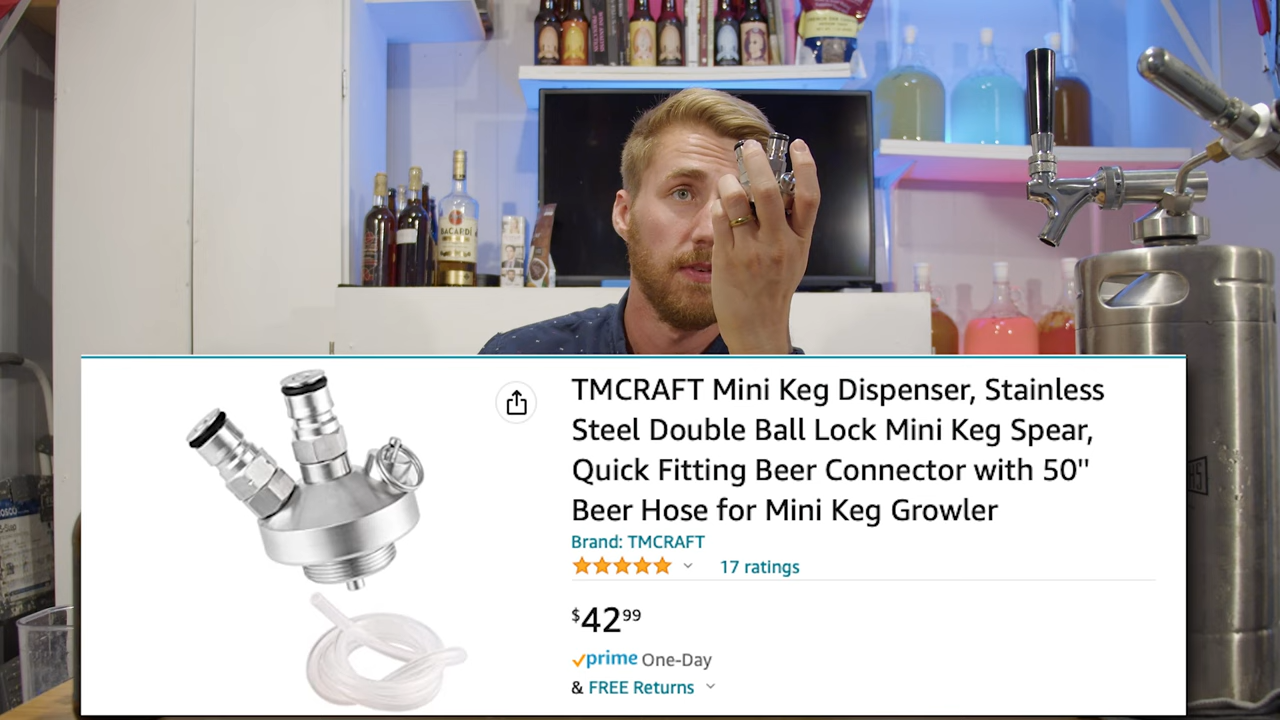 BACARDÍ
TMCRAFT Mini Keg Dispenser, Stainless
Steel Double Ball Lock Mini Keg Spear,
Quick Fitting Beer Connector with 50"
Beer Hose for Mini Keg Growler
Brand: TMCRAFT
17 ratings
$42 99
prime One-Day
& FREE Returns